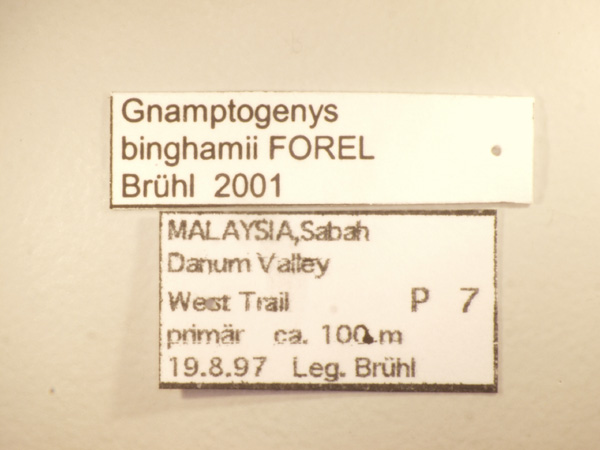 Gnamptogenys
binghamii FOREL
Brühl 2001
MALAYSIA,Sabah
Danum Valley
West Trail P 7
primär ca. 100 m
19.8.97 Leg. Brühl